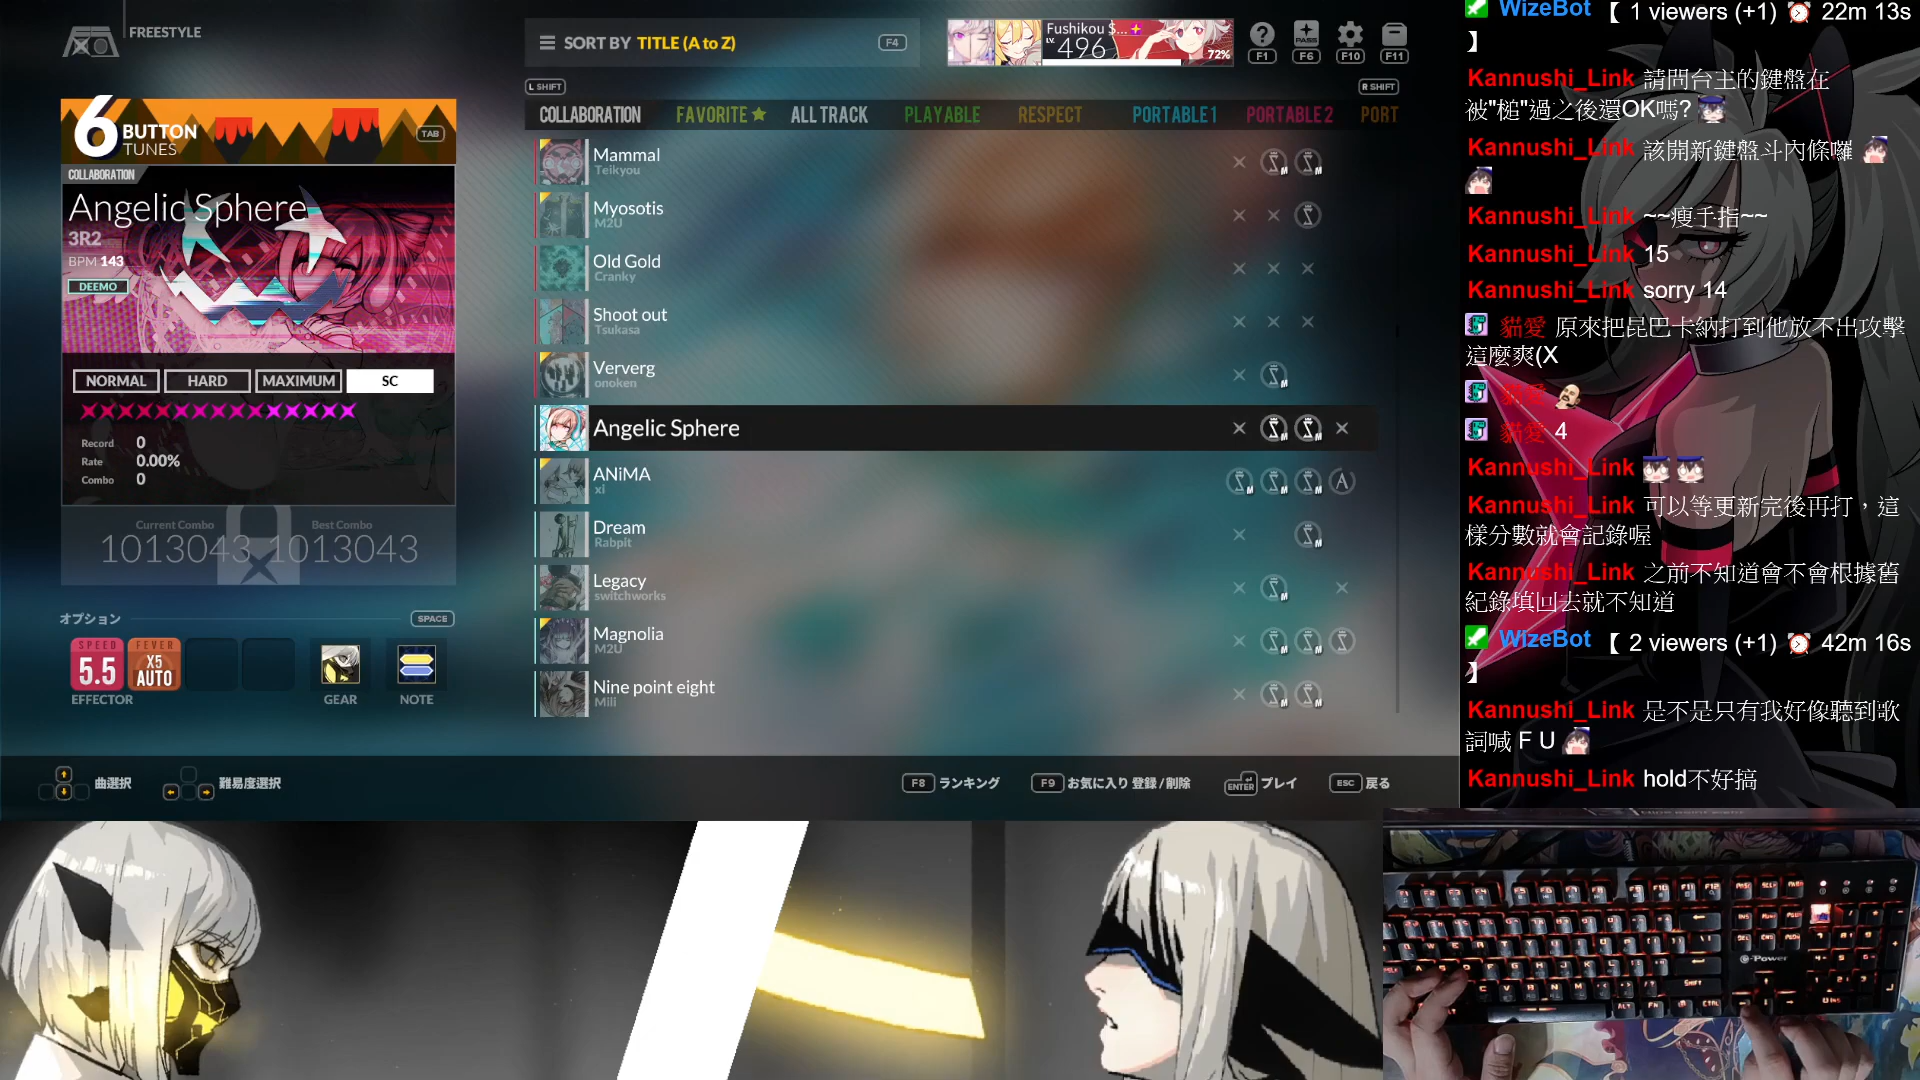 FREESTYLE
SORT BY TITLE (A to Z)
F4
Fushikou $...
LV. 496
72%
F1
PASS
F6
F10
F11
L SHIFT
R SHIFT
COLLABORATION
FAVORITE
ALL TRACK
PLAYABLE
RESPECT
PORTABLE 1
PORTABLE 2
PORT
6 BUTTON
TUNES
TAB
COLLABORATION
Angelic Sphere
3R2
BPM 143
DEEMO
NORMAL
HARD
MAXIMUM
SC
Record 0
Rate 0.00%
Combo 0
Current Combo
Best Combo
1013043
1013043
オプション
SPACE
SPEED
5.5
FEVER
X5
AUTO
EFFECTOR
GEAR
NOTE
Mammal
Teikyou
Myosotis
M2U
Old Gold
Cranky
Shoot out
Tsukasa
Ververg
onoken
Angelic Sphere
ANiMA
xi
Dream
Rabpit
Legacy
switchworks
Magnolia
M2U
Nine point eight
Mili
曲選択
難易度選択
F8 ランキング
F9 お気に入り 登録 / 削除
ENTER プレイ
ESC 戻る
WizeBot 【 1 viewers (+1) ⏰ 22m 13s
】
Kannushi_Link 請問台主的鍵盤在
被"槌"過之後還OK嗎?
Kannushi_Link 該開新鍵盤斗內條囉
Kannushi_Link ~~瘦手指~~
Kannushi_Link 15
Kannushi_Link sorry 14
貓愛 原來把昆巴卡納打到他放不出攻擊
這麼爽(X
貓愛
貓愛 4
Kannushi_Link
Kannushi_Link 可以等更新完後再打，這
樣分數就會記錄喔
Kannushi_Link 之前不知道會不會根據舊
紀錄填回去就不知道
WizeBot 【 2 viewers (+1) ⏰ 42m 16s
】
Kannushi_Link 是不是只有我好像聽到歌
詞喊 F U
Kannushi_Link hold不好搞
e-Power